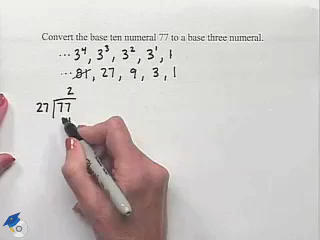 Convert the base ten numeral 77 to a base three numeral.
... 3⁴, 3³, 3², 3¹, 1
... 81, 27, 9, 3, 1
2
27 77